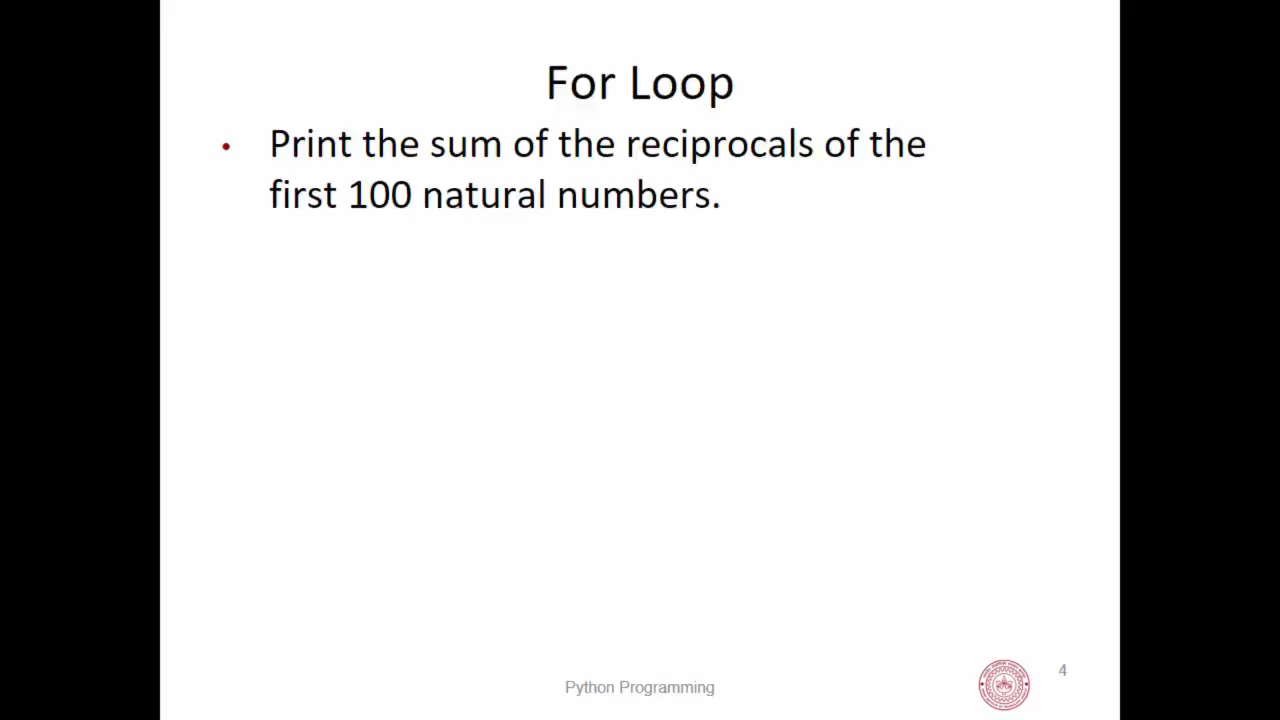 For Loop
• Print the sum of the reciprocals of the
first 100 natural numbers.
Python Programming
4